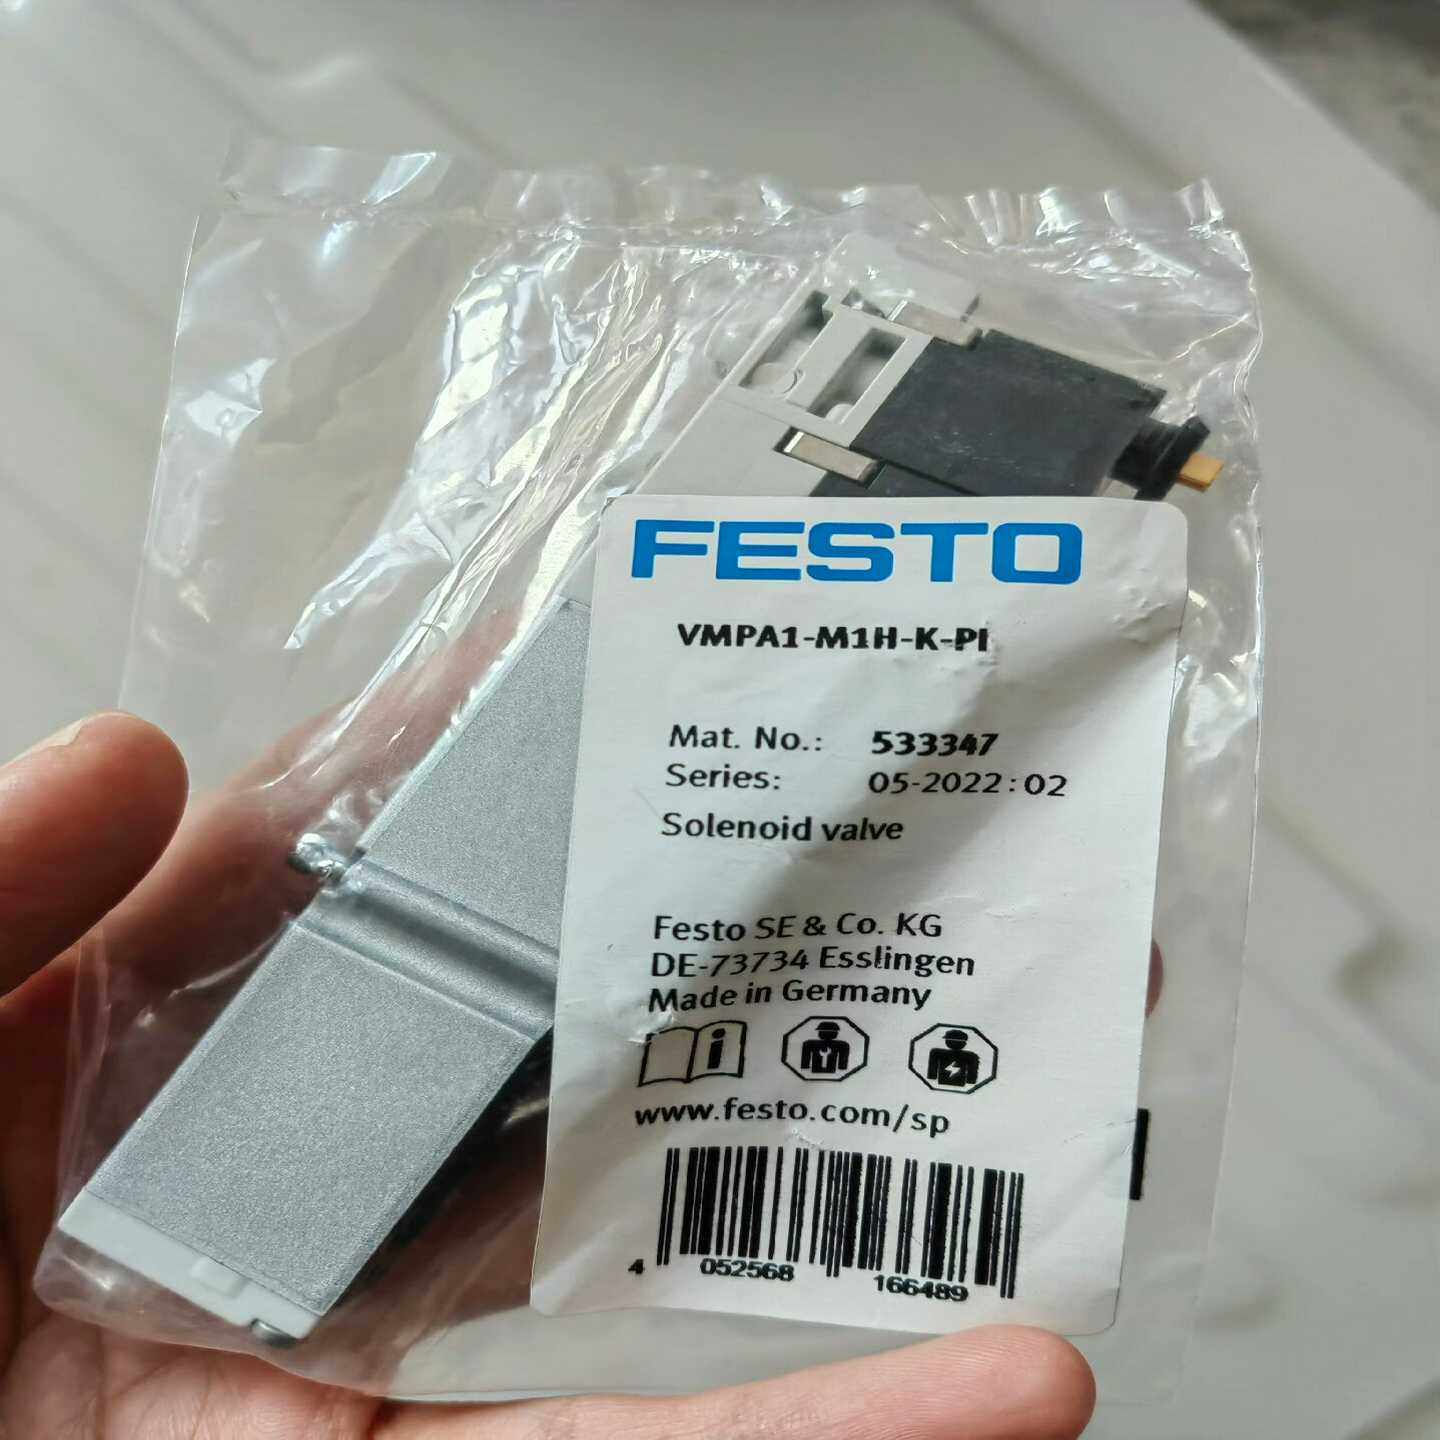 FESTO
VMPA1-M1H-K-PI
Mat. No.: 533347
Series: 05-2022:02
Solenoid valve
Festo SE & Co. KG
DE-73734 Esslingen
Made in Germany
www.festo.com/sp
4 052568 166489